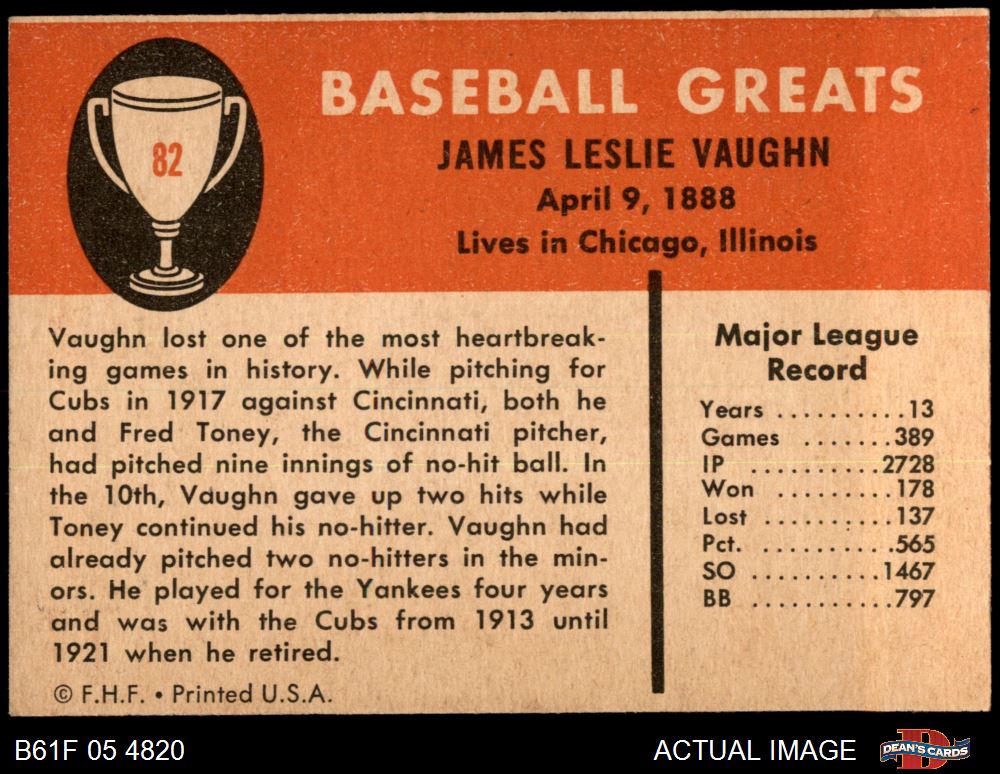 82
BASEBALL GREATS
JAMES LESLIE VAUGHN
April 9, 1888
Lives in Chicago, Illinois
Vaughn lost one of the most heartbreak-
ing games in history. While pitching for
Cubs in 1917 against Cincinnati, both he
and Fred Toney, the Cincinnati pitcher,
had pitched nine innings of no-hit ball. In
the 10th, Vaughn gave up two hits while
Toney continued his no-hitter. Vaughn had
already pitched two no-hitters in the min-
ors. He played for the Yankees four years
and was with the Cubs from 1913 until
1921 when he retired.
© F.H.F. • Printed U.S.A.
Major League
Record
Years ..........13
Games .......389
IP ..........2728
Won .........178
Lost ..........137
Pct. ..........565
SO ..........1467
BB ...........797
B61F 05 4820
ACTUAL IMAGE
DEAN'S CARDS